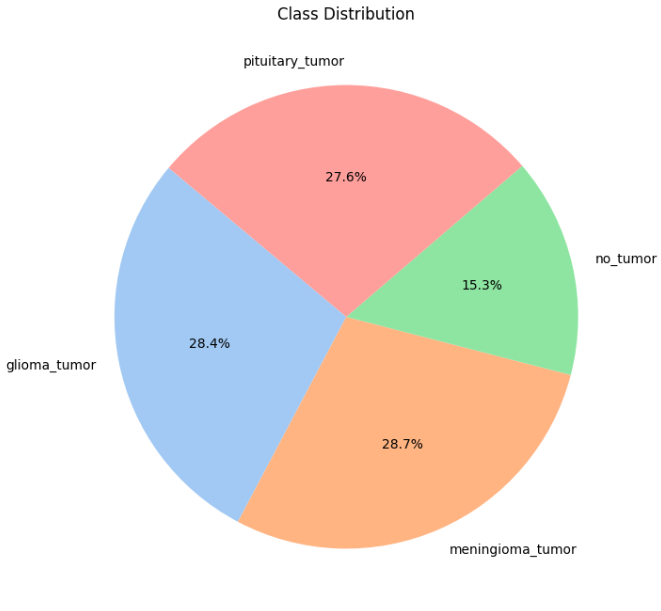 Class Distribution
pituitary_tumor
27.6%
no_tumor
15.3%
glioma_tumor
28.4%
28.7%
meningioma_tumor